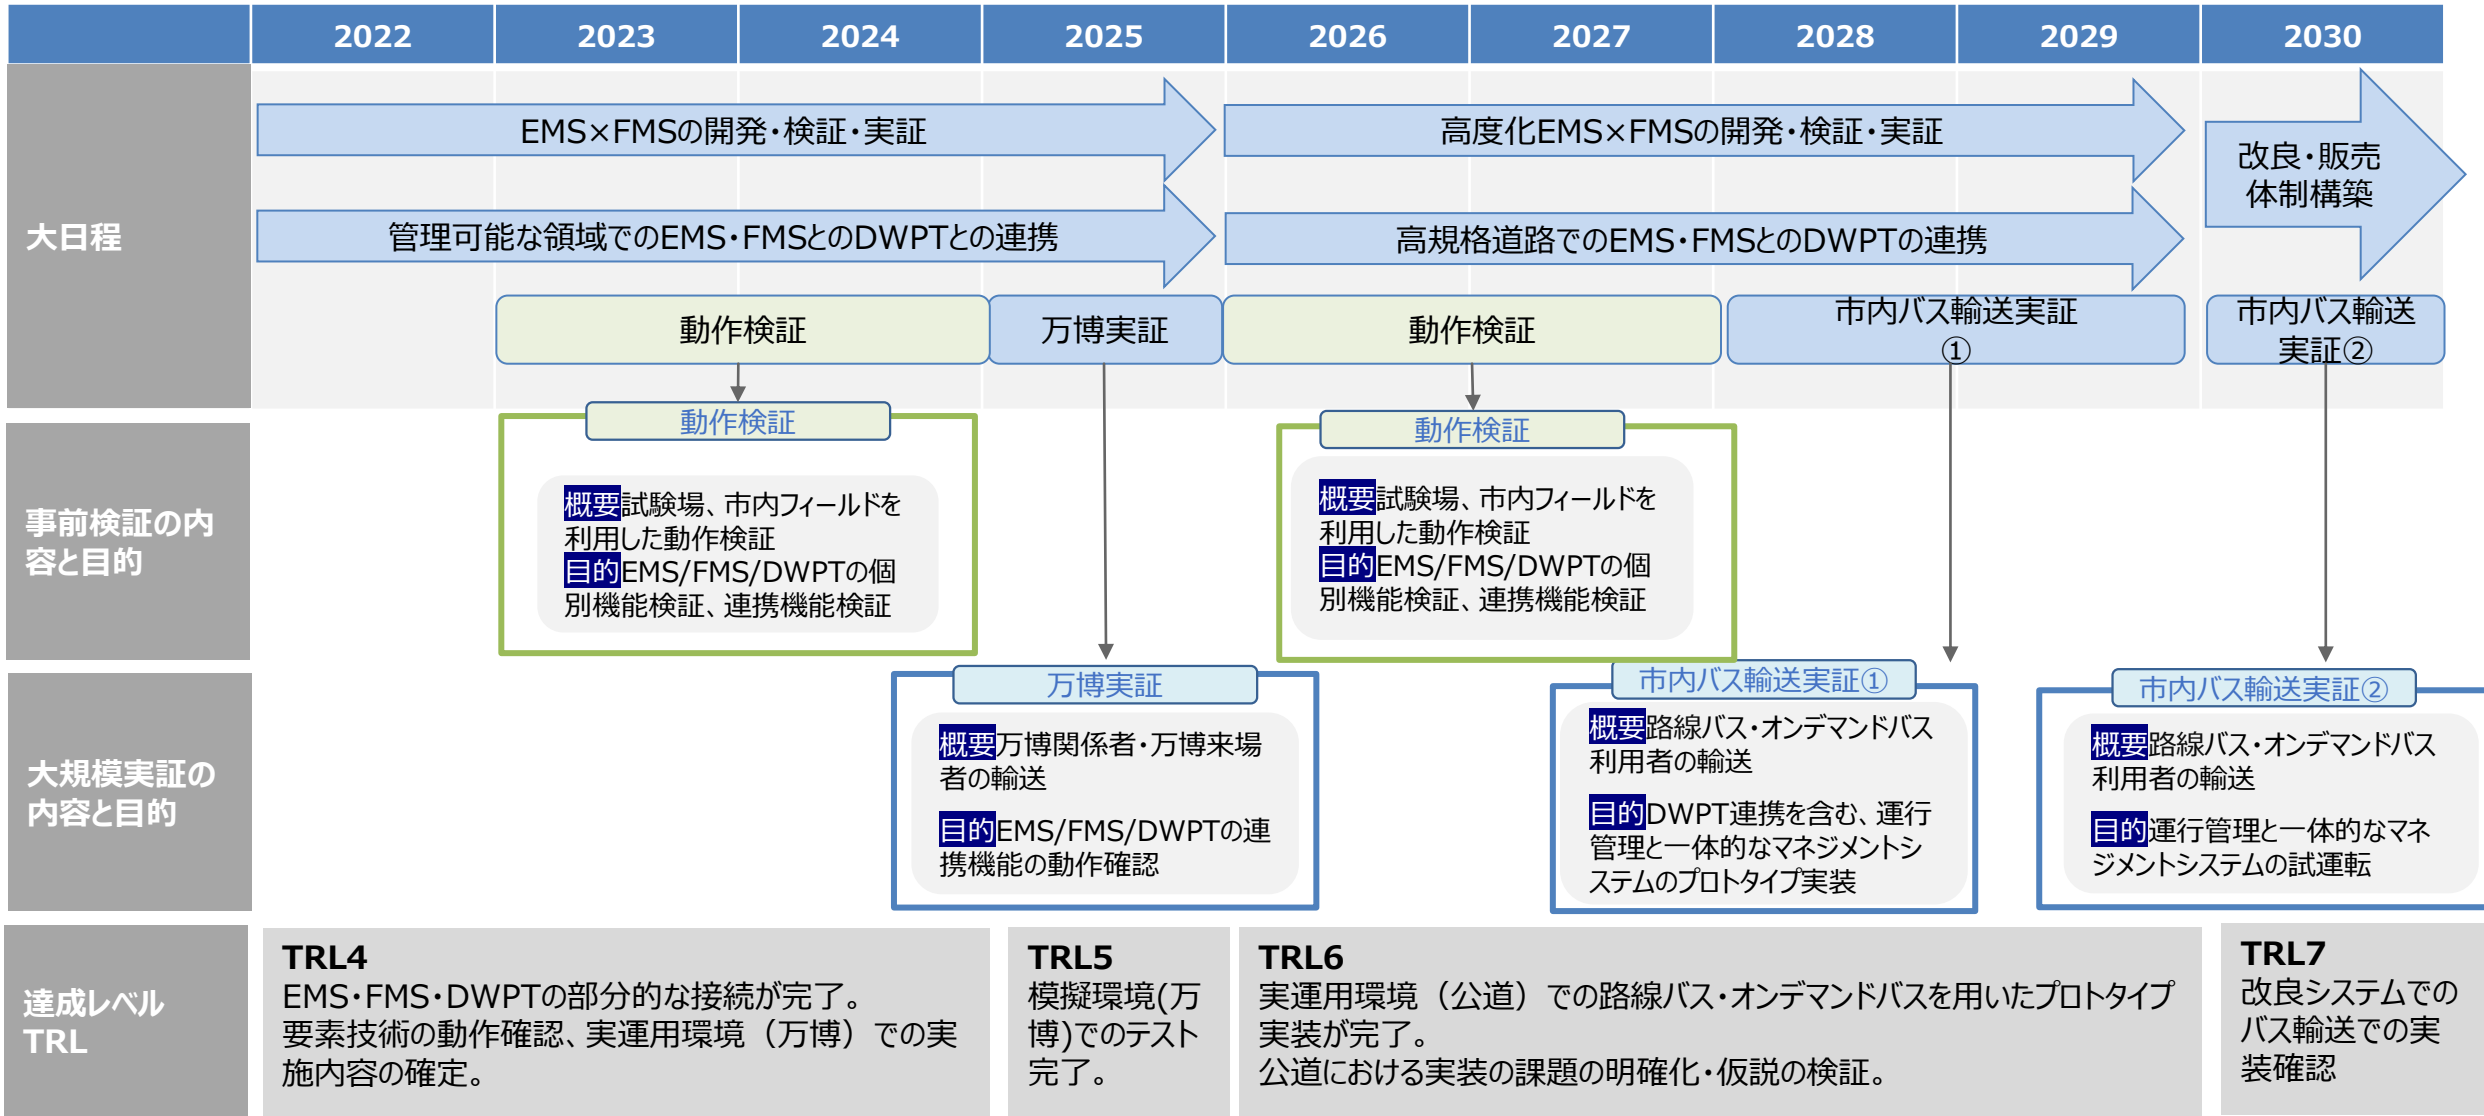 2022 2023 2024 2025 2026 2027 2028 2029 2030
大日程
EMS×FMSの開発・検証・実証
高度化EMS×FMSの開発・検証・実証
改良・販売
体制構築
管理可能な領域でのEMS・FMSとのDWPTとの連携
高規格道路でのEMS・FMSとのDWPTの連携
動作検証
万博実証
動作検証
市内バス輸送実証
①
市内バス輸送
実証②
事前検証の内
容と目的
動作検証
概要試験場、市内フィールドを
利用した動作検証
目的EMS/FMS/DWPTの個
別機能検証、連携機能検証
動作検証
概要試験場、市内フィールドを
利用した動作検証
目的EMS/FMS/DWPTの個
別機能検証、連携機能検証
大規模実証の
内容と目的
万博実証
概要万博関係者・万博来場
者の輸送
目的EMS/FMS/DWPTの連
携機能の動作確認
市内バス輸送実証①
概要路線バス・オンデマンドバス
利用者の輸送
目的DWPT連携を含む、運行
管理と一体的なマネジメントシ
ステムのプロトタイプ実装
市内バス輸送実証②
概要路線バス・オンデマンドバス
利用者の輸送
目的運行管理と一体的なマネ
ジメントシステムの試運転
達成レベル
TRL
TRL4
EMS・FMS・DWPTの部分的な接続が完了。
要素技術の動作確認、実運用環境（万博）での実
施内容の確定。
TRL5
模擬環境(万
博)でのテスト
完了。
TRL6
実運用環境（公道）での路線バス・オンデマンドバスを用いたプロトタイプ
実装が完了。
公道における実装の課題の明確化・仮説の検証。
TRL7
改良システムでの
バス輸送での実
装確認